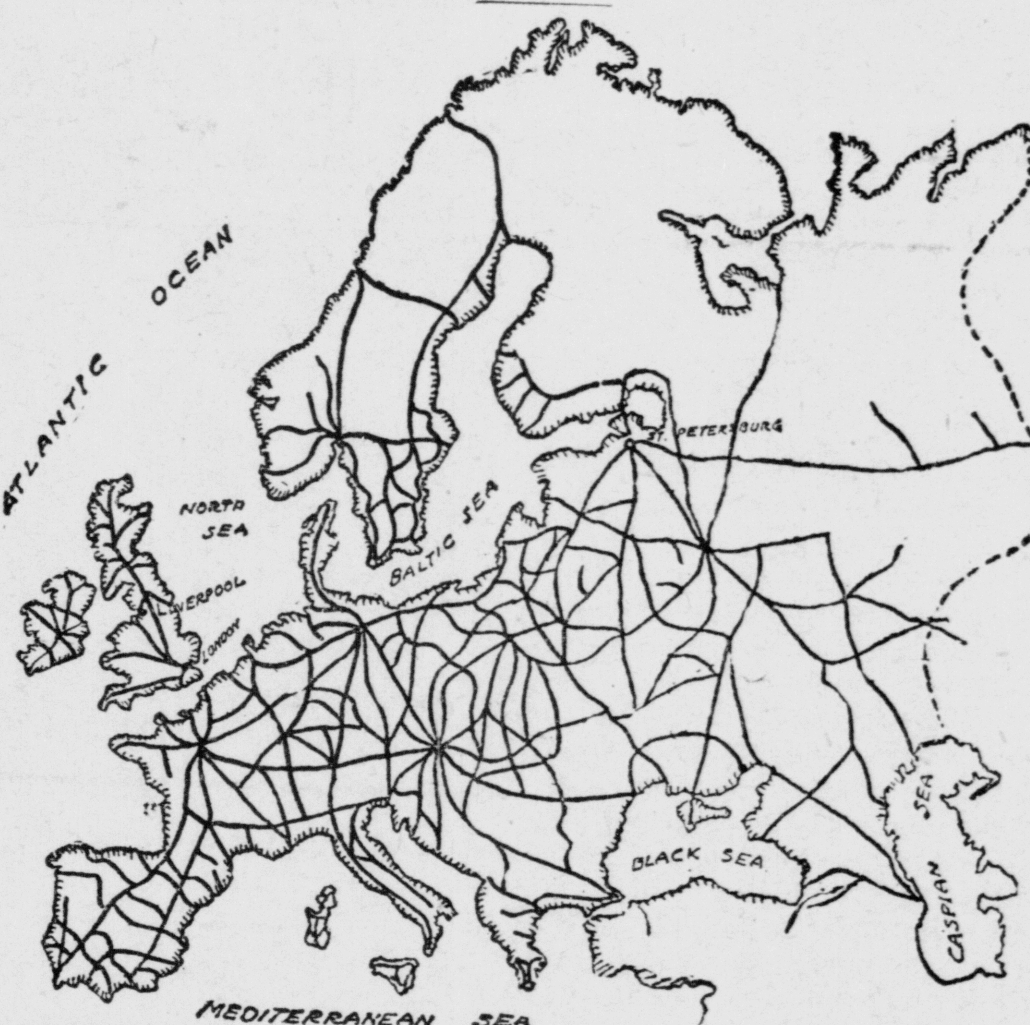 OCEAN
ATLANTIC
ST. PETERSBURG
NORTH
SEA
BALTIC SEA
LIVERPOOL
LONDON
BLACK SEA
CASPIAN SEA
MEDITERRANEAN SEA